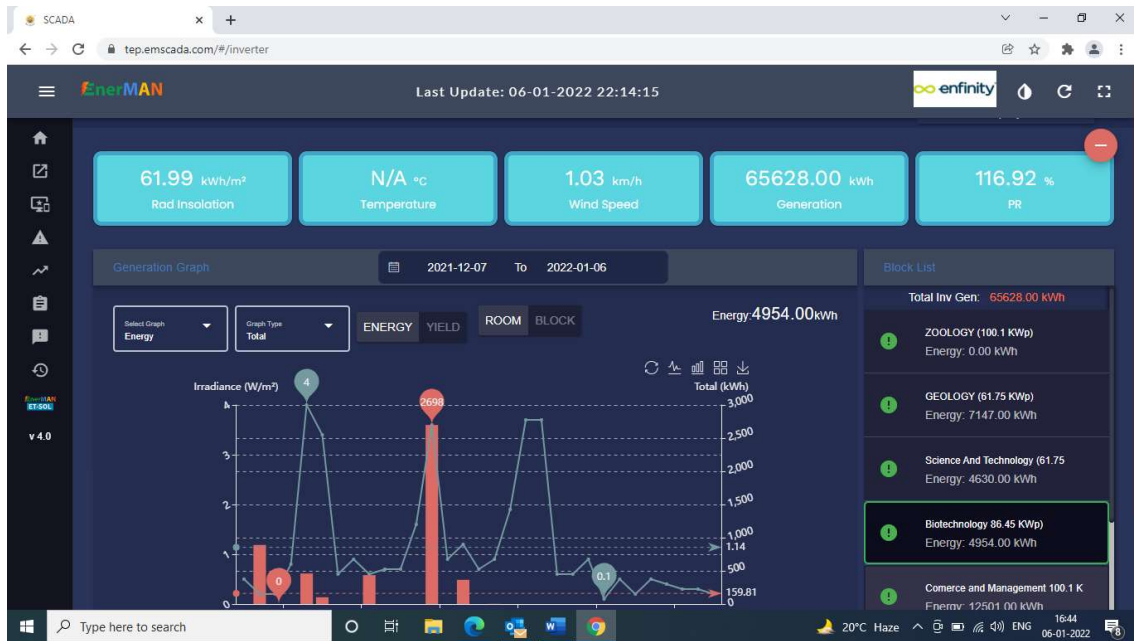 SCADA
tep.emscada.com/#/inverter
EnerMAN
Last Update: 06-01-2022 22:14:15
enfinity
61.99 kWh/m²
Rad Insolation
N/A °C
Temperature
1.03 km/h
Wind Speed
65628.00 kWh
Generation
116.92 %
PR
Generation Graph
2021-12-07 To 2022-01-06
Block List
Select Graph
Energy
Graph Type
Total
ENERGY YIELD
ROOM BLOCK
Energy:4954.00kWh
Irradiance (W/m²)
Total (kWh)
4
3
2
1
0
3,000
2,500
2,000
1,500
1,000
1.14
500
159.81
0
4
2698
0
0.1
Total Inv Gen: 65628.00 kWh
ZOOLOGY (100.1 KWp)
Energy: 0.00 kWh
GEOLOGY (61.75 KWp)
Energy: 7147.00 kWh
Science And Technology (61.75
Energy: 4630.00 kWh
Biotechnology 86.45 KWp)
Energy: 4954.00 kWh
Comerce and Management 100.1 K
Energy: 12501.00 kWh
EnerMAN
ET-SOL
v 4.0
Type here to search
20°C Haze
ENG
16:44
06-01-2022
8